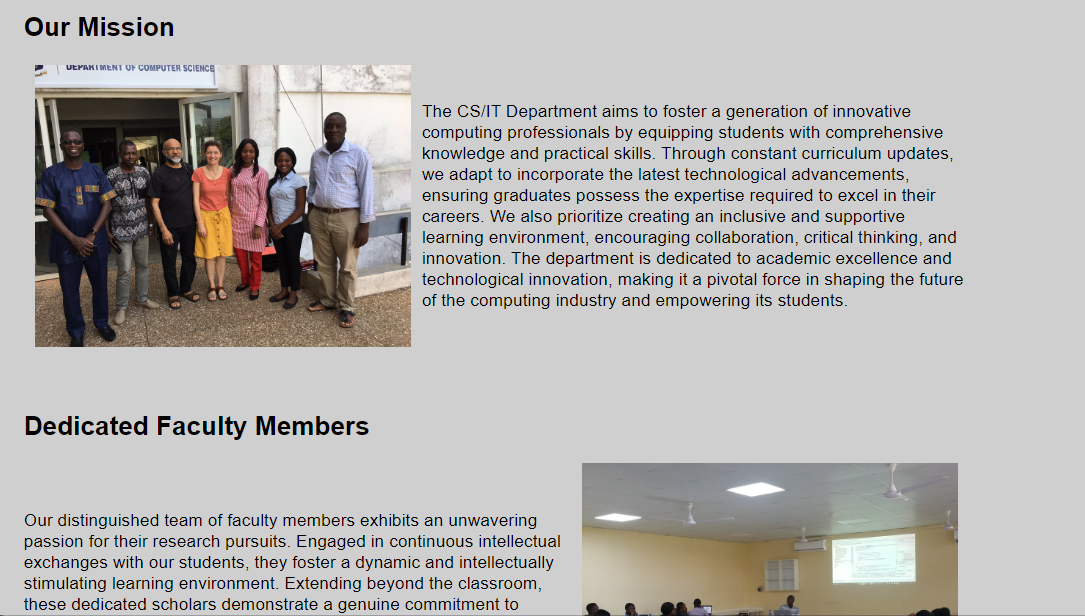 Our Mission
DEPARTMENT OF COMPUTER SCIENCE
The CS/IT Department aims to foster a generation of innovative
computing professionals by equipping students with comprehensive
knowledge and practical skills. Through constant curriculum updates,
we adapt to incorporate the latest technological advancements,
ensuring graduates possess the expertise required to excel in their
careers. We also prioritize creating an inclusive and supportive
learning environment, encouraging collaboration, critical thinking, and
innovation. The department is dedicated to academic excellence and
technological innovation, making it a pivotal force in shaping the future
of the computing industry and empowering its students.
Dedicated Faculty Members
Our distinguished team of faculty members exhibits an unwavering
passion for their research pursuits. Engaged in continuous intellectual
exchanges with our students, they foster a dynamic and intellectually
stimulating learning environment. Extending beyond the classroom,
these dedicated scholars demonstrate a genuine commitment to